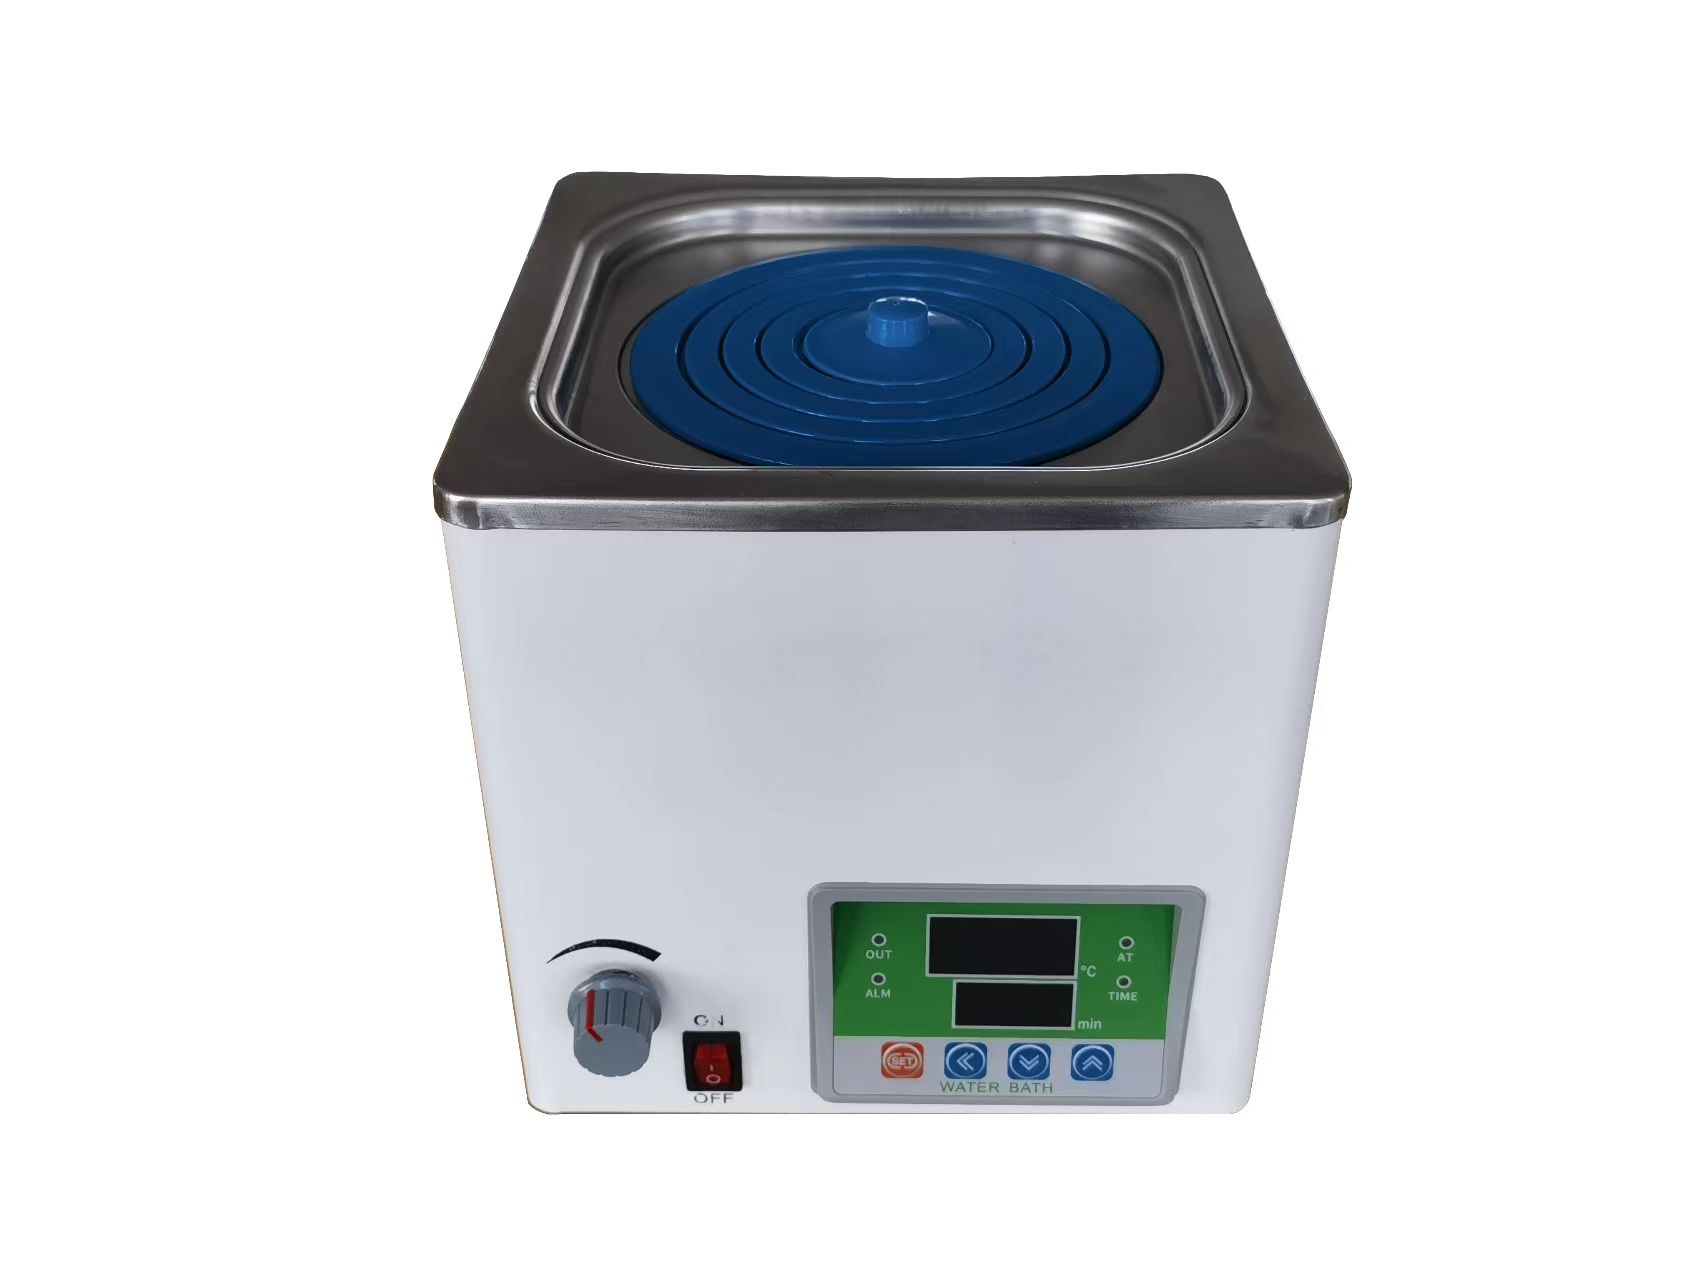 OUT
ALM
°C
AT
TIME
min
ON
OFF
SET
WATER BATH